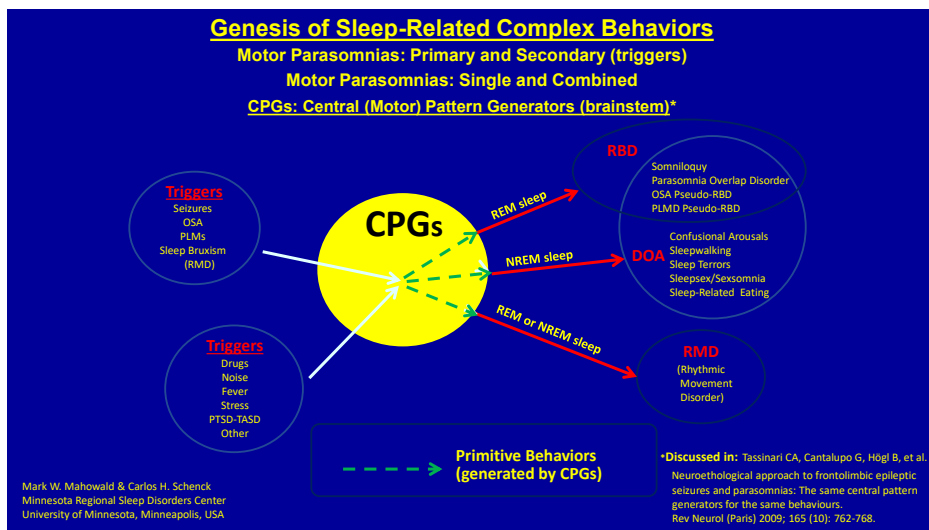 Genesis of Sleep-Related Complex Behaviors
Motor Parasomnias: Primary and Secondary (triggers)
Motor Parasomnias: Single and Combined
CPGs: Central (Motor) Pattern Generators (brainstem)*
Triggers
Seizures
OSA
PLMs
Sleep Bruxism
(RMD)
Triggers
Drugs
Noise
Fever
Stress
PTSD-TASD
Other
CPGs
REM sleep
NREM sleep
REM or NREM sleep
RBD
Somniloquy
Parasomnia Overlap Disorder
OSA Pseudo-RBD
PLMD Pseudo-RBD
DOA
Confusional Arousals
Sleepwalking
Sleep Terrors
Sleepsex/Sexsomnia
Sleep-Related Eating
RMD
(Rhythmic
Movement
Disorder)
Primitive Behaviors
(generated by CPGs)
Mark W. Mahowald & Carlos H. Schenck
Minnesota Regional Sleep Disorders Center
University of Minnesota, Minneapolis, USA
*Discussed in: Tassinari CA, Cantalupo G, Högl B, et al.
Neuroethological approach to frontolimbic epileptic
seizures and parasomnias: The same central pattern
generators for the same behaviours.
Rev Neurol (Paris) 2009; 165 (10): 762-768.